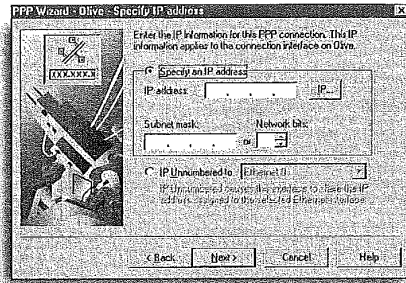 PPP Wizard - Olive - Specify IP address
Enter the IP Information for this PPP connection. This IP
information applies to the connection interface on Olive.
Specify an IP address
IP address:
IP...
Subnet mask:
Network bits:
or
IP Unnumbered to
Ethernet 0
IP Unnumbered causes the interface to share the IP
address assigned to the selected Ethernet interface.
< Back
Next >
Cancel
Help